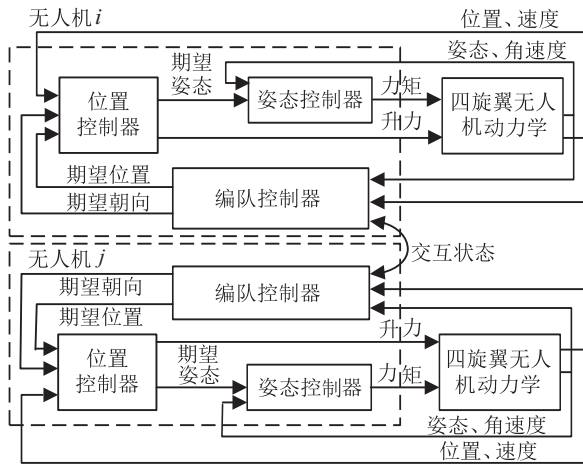 无人机i
位置、速度
姿态、角速度
期望
姿态
位置
控制器
姿态控制器
力矩
升力
四旋翼无人
机动力学
期望位置
期望朝向
编队控制器
交互状态
无人机j
期望朝向
期望位置
编队控制器
升力
位置
控制器
期望
姿态
姿态控制器
力矩
四旋翼无人
机动力学
姿态、角速度
位置、速度